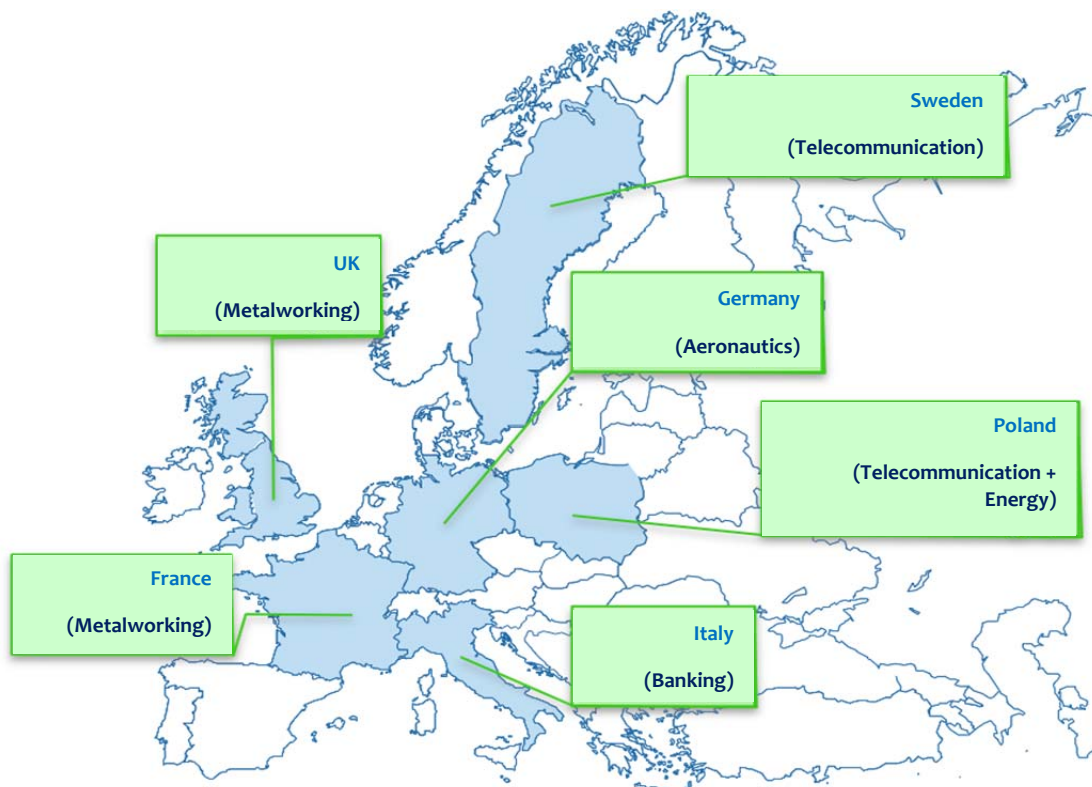 Sweden
(Telecommunication)
UK
(Metalworking)
Germany
(Aeronautics)
Poland
(Telecommunication +
Energy)
France
(Metalworking)
Italy
(Banking)